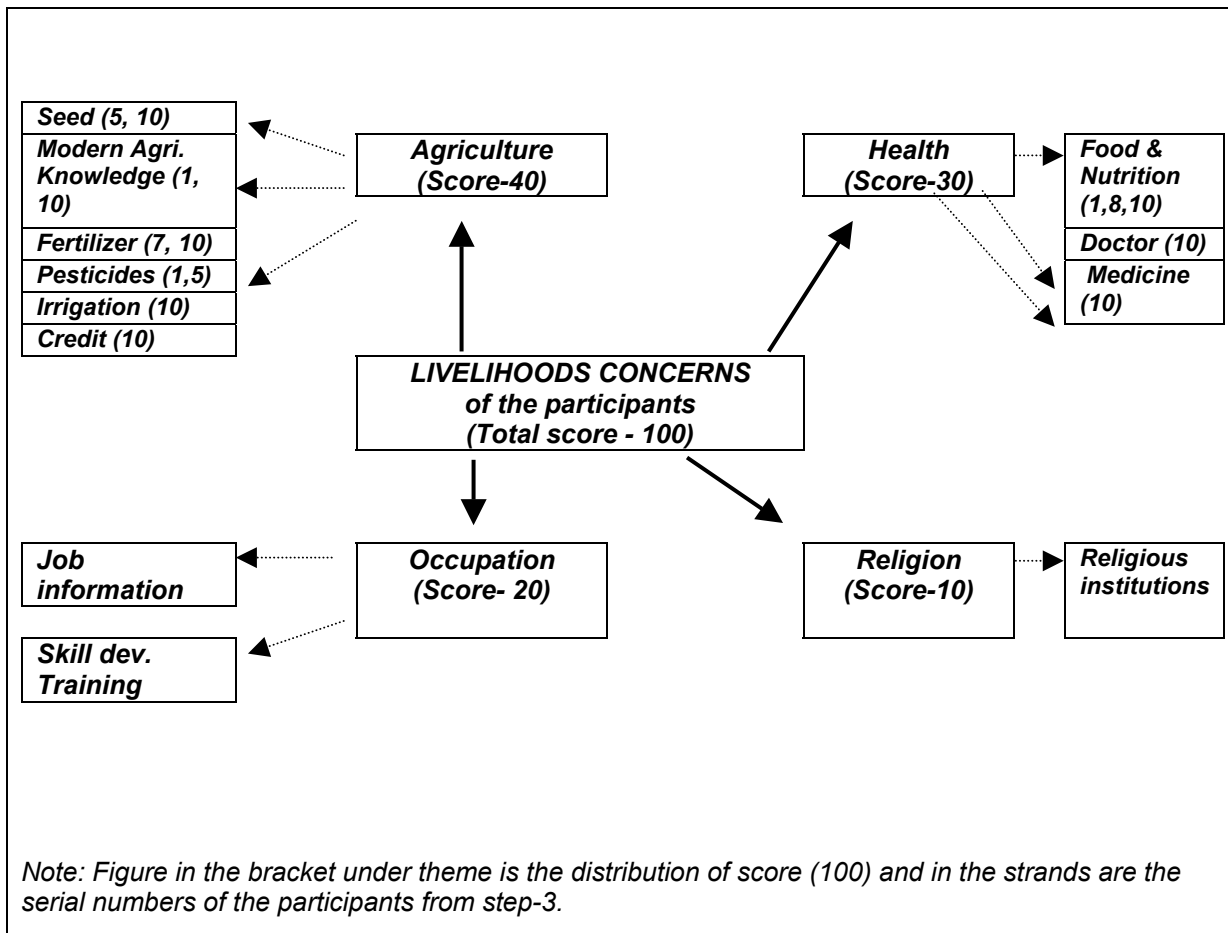 Seed (5, 10)
Modern Agri.
Knowledge (1,
10)
Fertilizer (7, 10)
Pesticides (1,5)
Irrigation (10)
Credit (10)
Agriculture
(Score-40)
Health
(Score-30)
Food &
Nutrition
(1,8,10)
Doctor (10)
Medicine
(10)
LIVELIHOODS CONCERNS
of the participants
(Total score - 100)
Job
information
Skill dev.
Training
Occupation
(Score- 20)
Religion
(Score-10)
Religious
institutions
Note: Figure in the bracket under theme is the distribution of score (100) and in the strands are the
serial numbers of the participants from step-3.